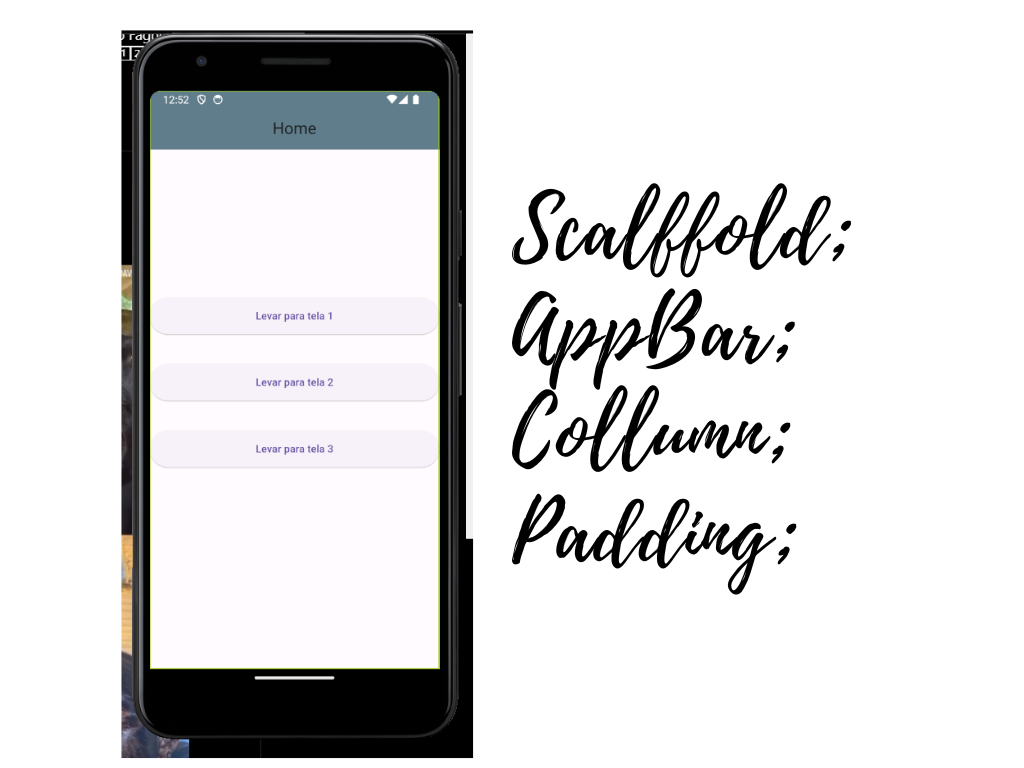 12:52
Home
Levar para tela 1
Levar para tela 2
Levar para tela 3
Scalffold;
AppBar;
Collumn;
Padding;